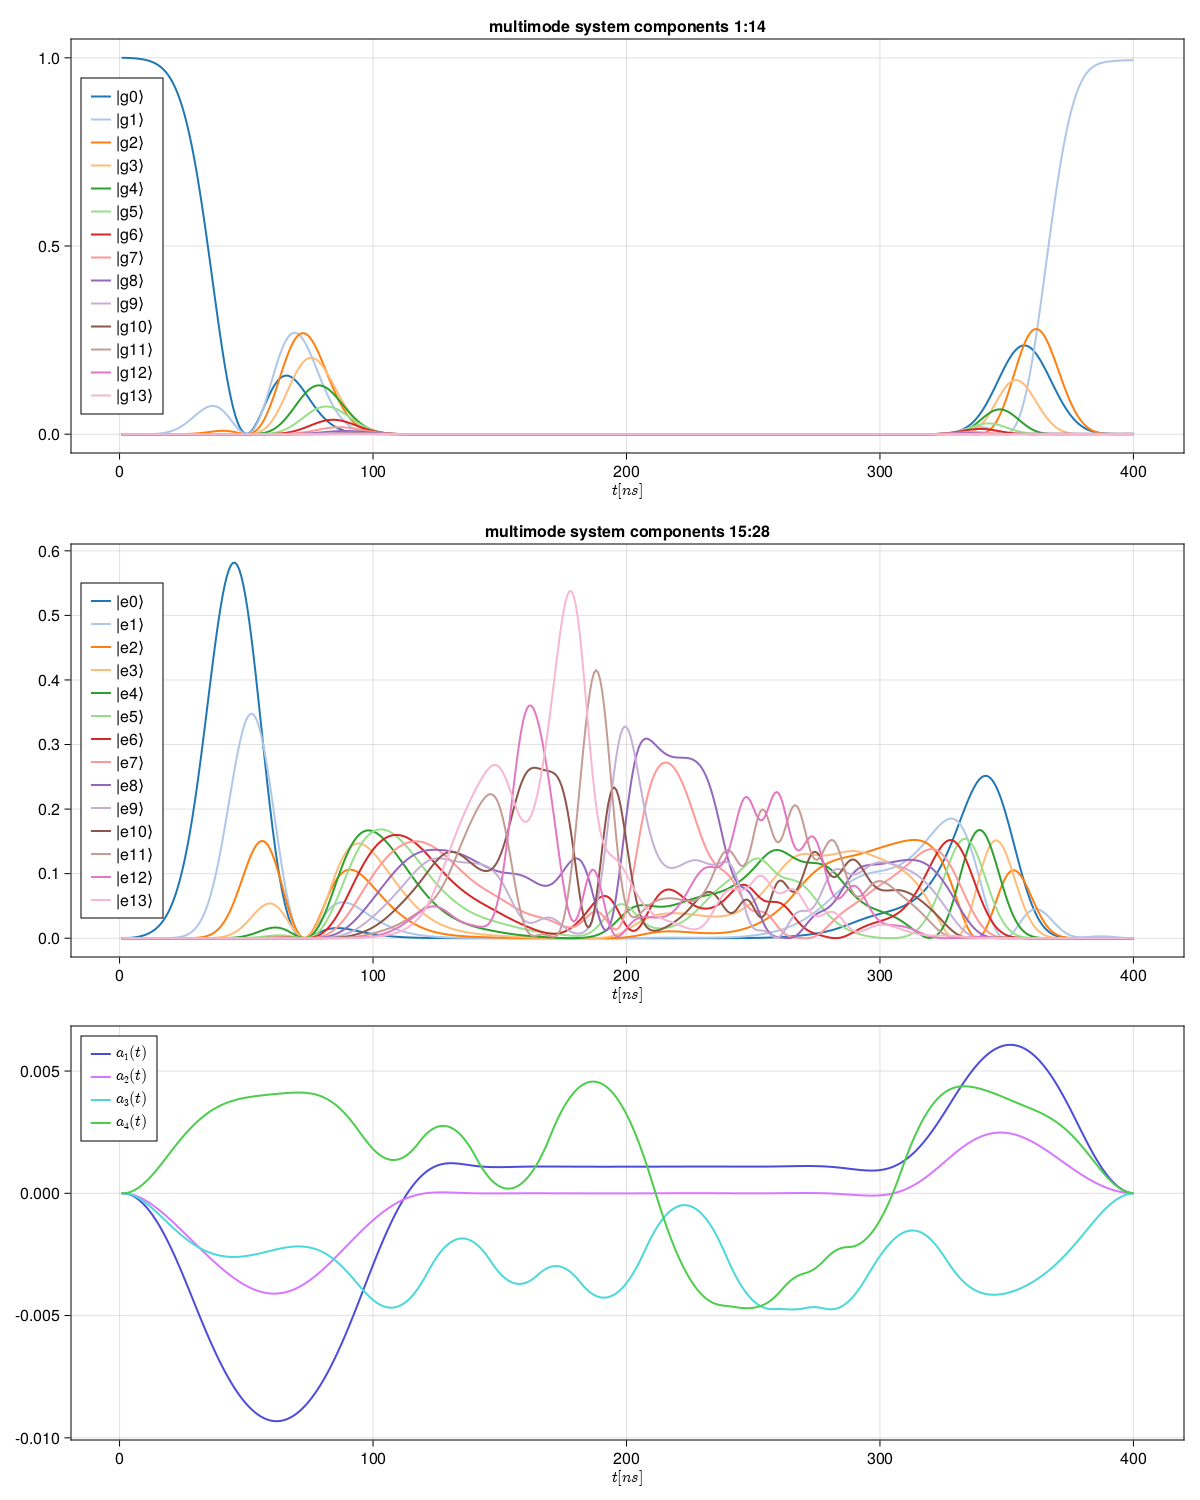 multimode system components 1:14
1.0
0.5
0.0
|g0⟩
|g1⟩
|g2⟩
|g3⟩
|g4⟩
|g5⟩
|g6⟩
|g7⟩
|g8⟩
|g9⟩
|g10⟩
|g11⟩
|g12⟩
|g13⟩
0 100 200 300 400
t[ns]
multimode system components 15:28
0.6
0.5
0.4
0.3
0.2
0.1
0.0
|e0⟩
|e1⟩
|e2⟩
|e3⟩
|e4⟩
|e5⟩
|e6⟩
|e7⟩
|e8⟩
|e9⟩
|e10⟩
|e11⟩
|e12⟩
|e13⟩
0 100 200 300 400
t[ns]
0.005
0.000
-0.005
-0.010
a₁(t)
a₂(t)
a₃(t)
a₄(t)
0 100 200 300 400
t[ns]